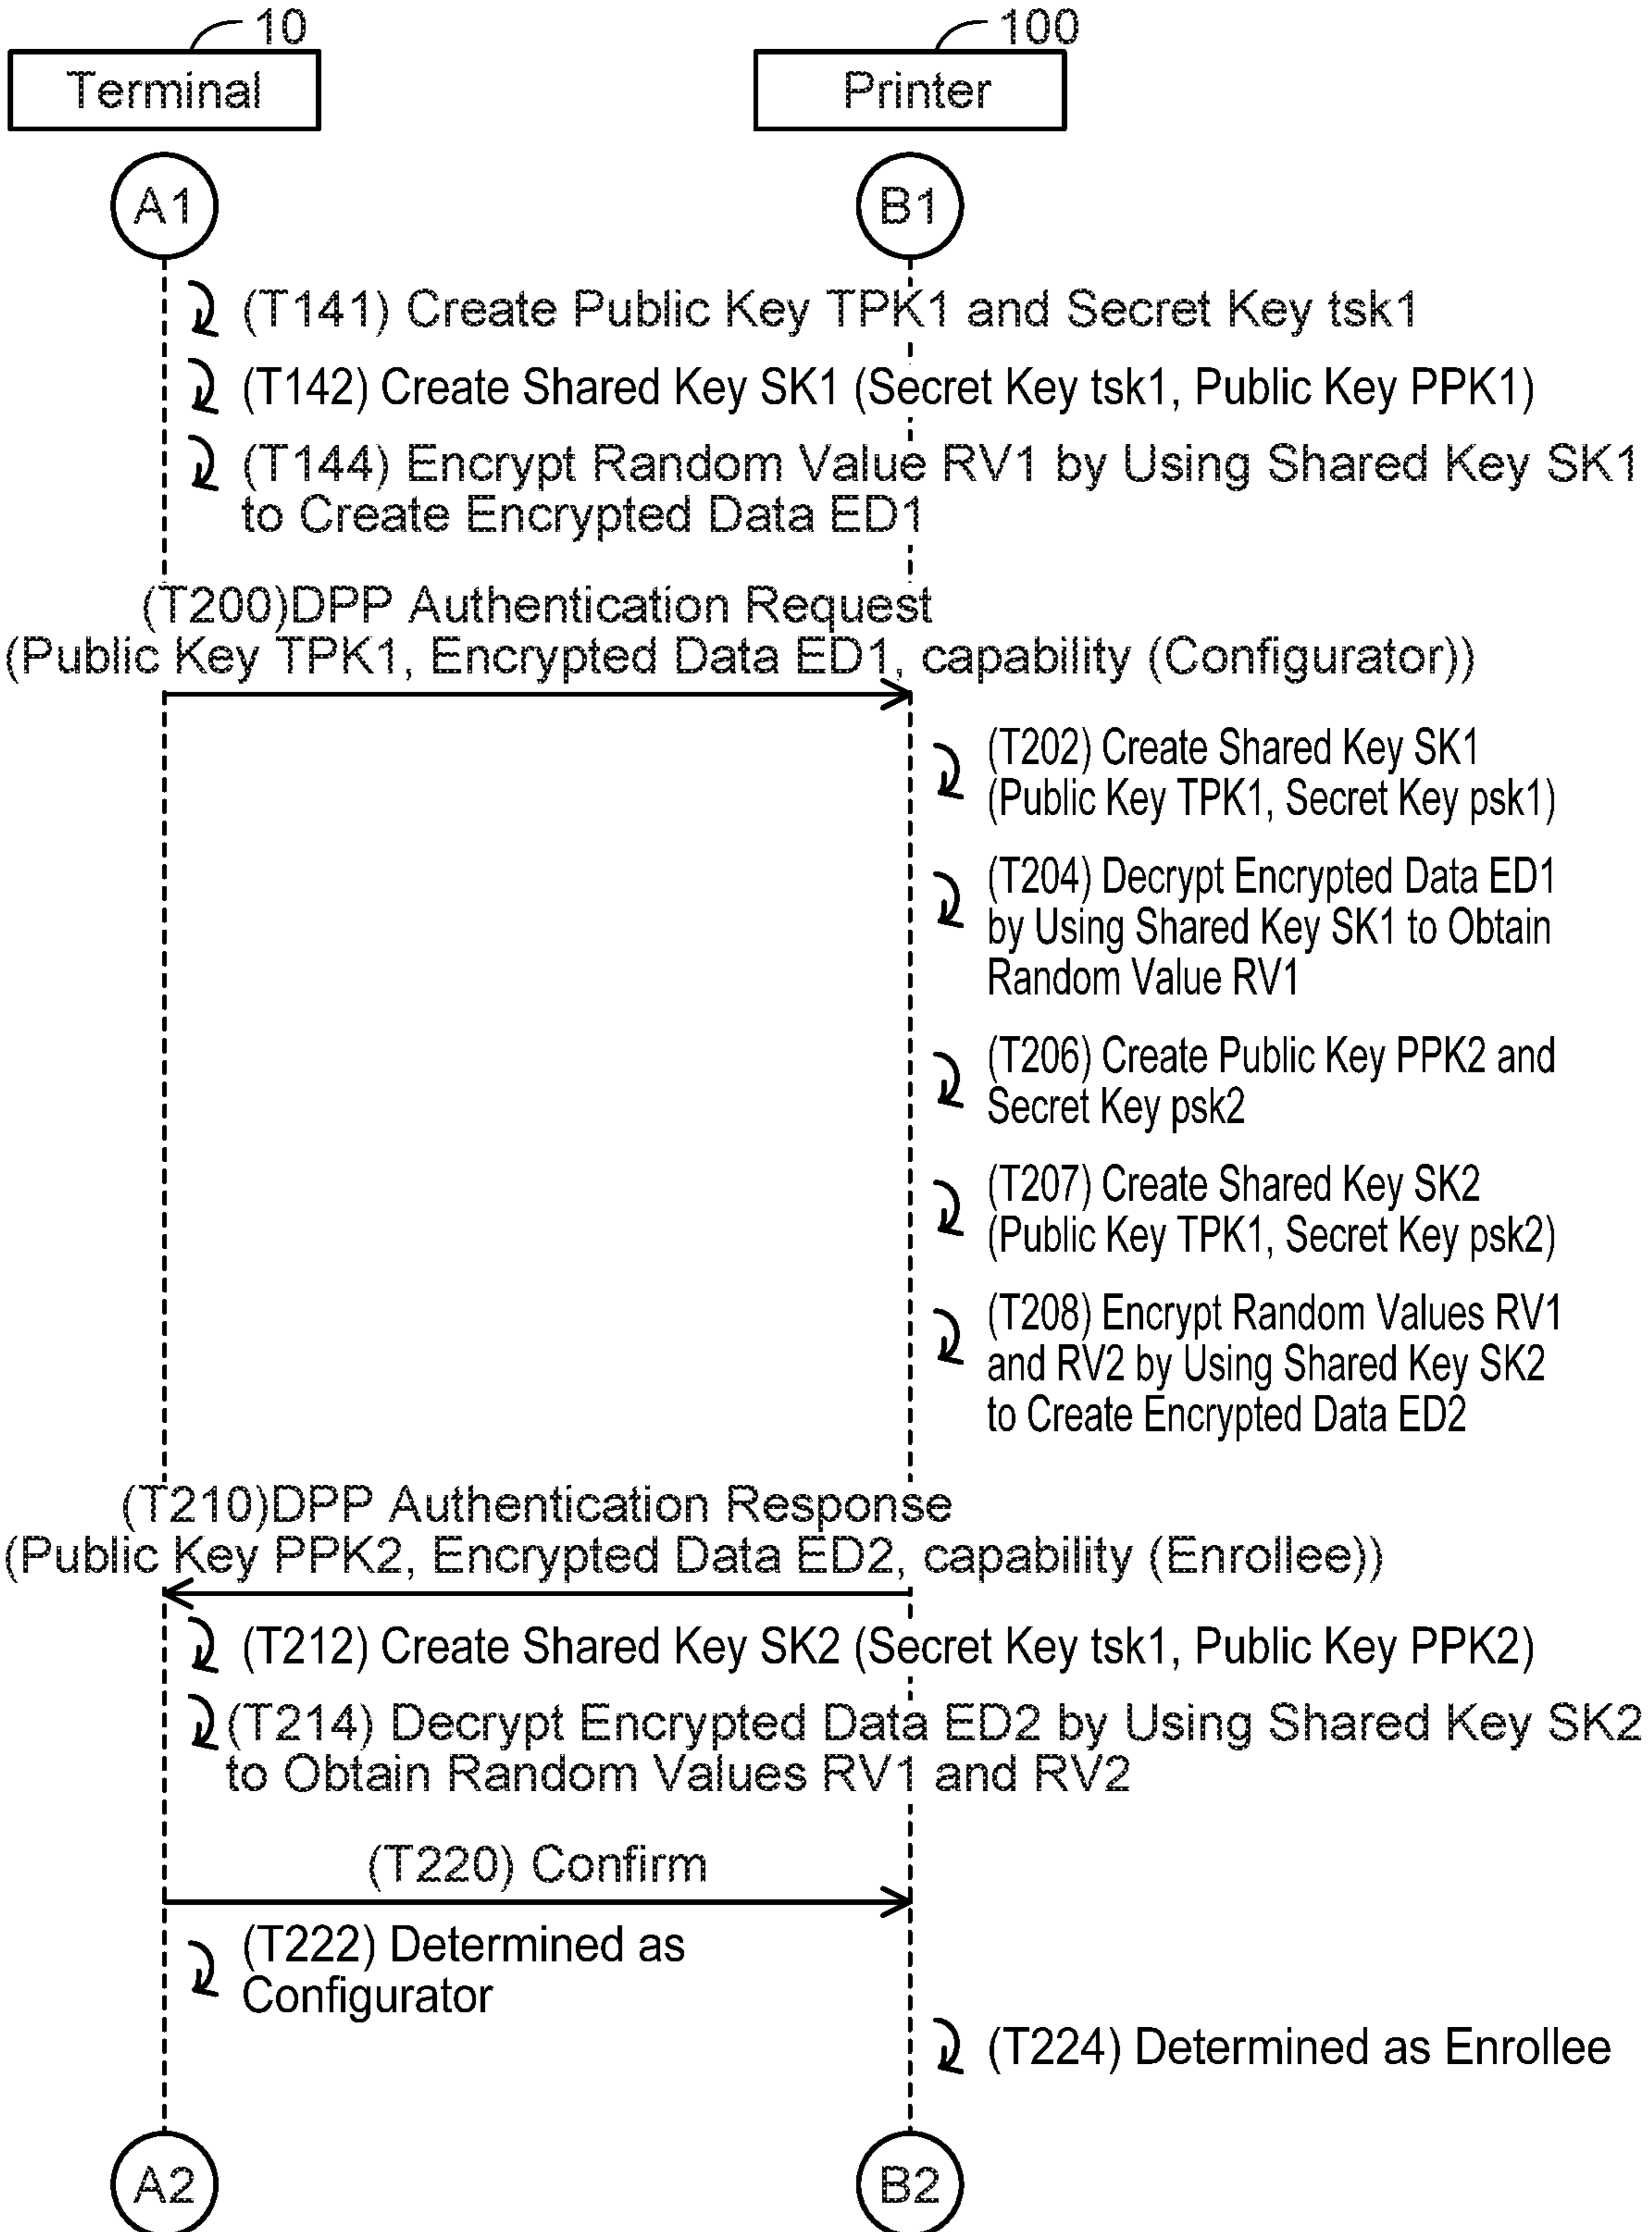 10
100
Terminal
Printer
A1
B1
(T141) Create Public Key TPK1 and Secret Key tsk1
(T142) Create Shared Key SK1 (Secret Key tsk1, Public Key PPK1)
(T144) Encrypt Random Value RV1 by Using Shared Key SK1
to Create Encrypted Data ED1
(T200)DPP Authentication Request
(Public Key TPK1, Encrypted Data ED1, capability (Configurator))
(T202) Create Shared Key SK1
(Public Key TPK1, Secret Key psk1)
(T204) Decrypt Encrypted Data ED1
by Using Shared Key SK1 to Obtain
Random Value RV1
(T206) Create Public Key PPK2 and
Secret Key psk2
(T207) Create Shared Key SK2
(Public Key TPK1, Secret Key psk2)
(T208) Encrypt Random Values RV1
and RV2 by Using Shared Key SK2
to Create Encrypted Data ED2
(T210)DPP Authentication Response
(Public Key PPK2, Encrypted Data ED2, capability (Enrollee))
(T212) Create Shared Key SK2 (Secret Key tsk1, Public Key PPK2)
(T214) Decrypt Encrypted Data ED2 by Using Shared Key SK2
to Obtain Random Values RV1 and RV2
(T220) Confirm
(T222) Determined as
Configurator
(T224) Determined as Enrollee
A2
B2